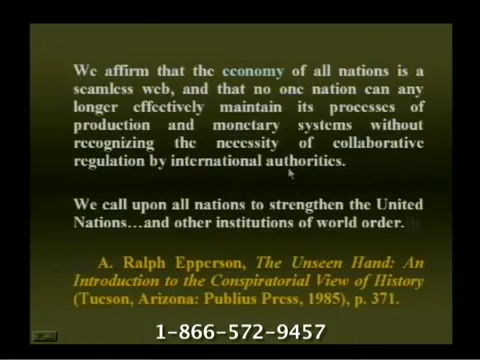 We affirm that the economy of all nations is a
seamless web, and that no one nation can any
longer effectively maintain its processes of
production and monetary systems without
recognizing the necessity of collaborative
regulation by international authorities.
We call upon all nations to strengthen the United
Nations…and other institutions of world order.
A. Ralph Epperson, The Unseen Hand: An
Introduction to the Conspiratorial View of History
(Tucson, Arizona: Publius Press, 1985), p. 371.
1-866-572-9457